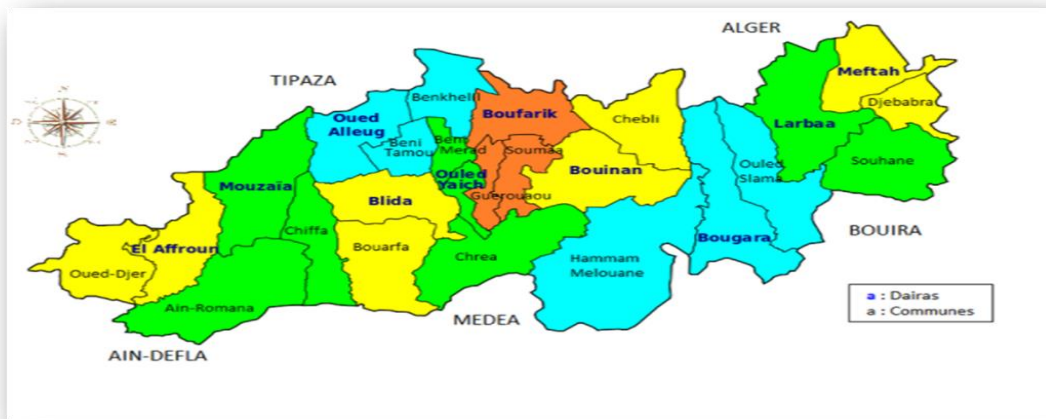 ALGER
TIPAZA
Meftah
Djebabra
Benkhelil
Oued
Alleug
Boufarik
Chebli
Larbaa
Beni
Tamou
Beni
Merad
Soumaa
Souhane
Ouled
Slama
Ouled
Yaich
Bouinan
Mouzaïa
Guerouaou
Blida
Chiffa
El Affroun
Bouarfa
BOUIRA
Bougara
Oued-Djer
Chrea
Hammam
Melouane
Ain-Romana
a : Daïras
a : Communes
MEDEA
AIN-DEFLA